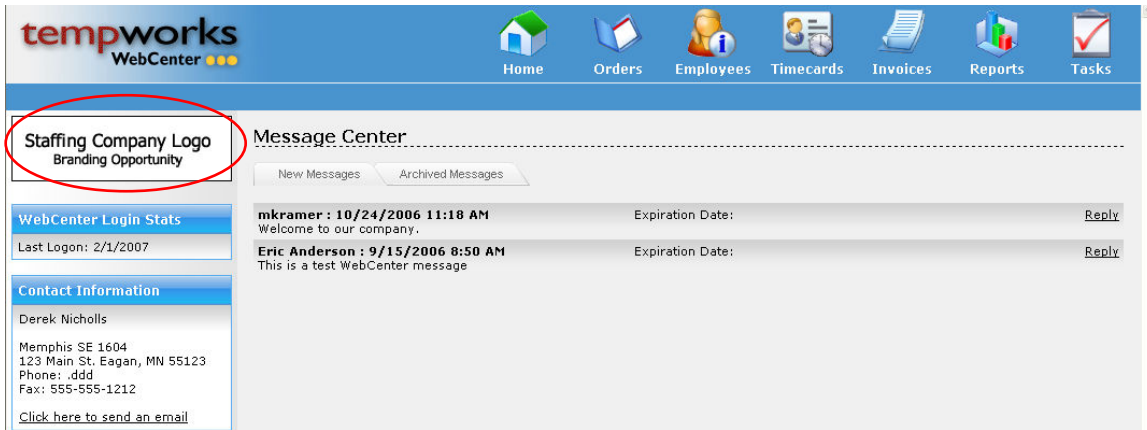 tempworks
WebCenter
Home Orders Employees Timecards Invoices Reports Tasks
Staffing Company Logo
Branding Opportunity
Message Center
New Messages Archived Messages
WebCenter Login Stats
Last Logon: 2/1/2007
mkramer : 10/24/2006 11:18 AM Expiration Date: Reply
Welcome to our company.
Eric Anderson : 9/15/2006 8:50 AM Expiration Date: Reply
This is a test WebCenter message
Contact Information
Derek Nicholls
Memphis SE 1604
123 Main St. Eagan, MN 55123
Phone: .ddd
Fax: 555-555-1212
Click here to send an email